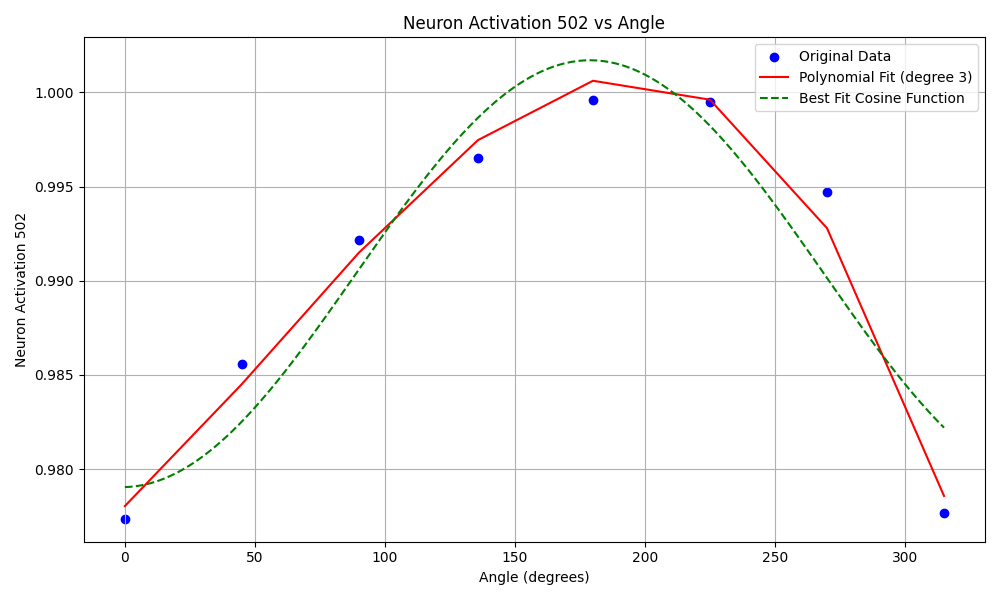 Neuron Activation 502 vs Angle
Original Data
Polynomial Fit (degree 3)
Best Fit Cosine Function
Neuron Activation 502
1.000
0.995
0.990
0.985
0.980
0
50
100
150
200
250
300
Angle (degrees)